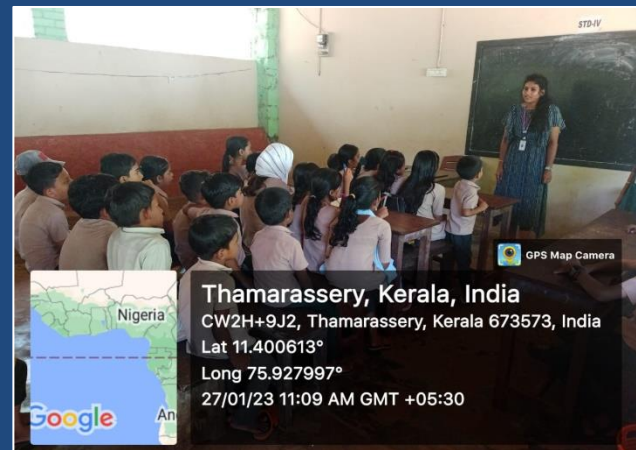 STD-IV
GPS Map Camera
Nigeria
An
Google
Thamarassery, Kerala, India
CW2H+9J2, Thamarassery, Kerala 673573, India
Lat 11.400613°
Long 75.927997°
27/01/23 11:09 AM GMT +05:30